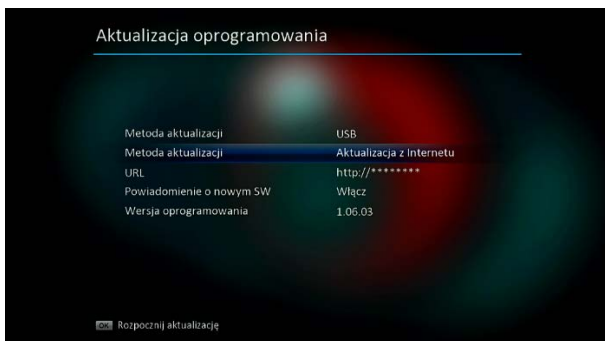 Aktualizacja oprogramowania
Metoda aktualizacji USB
Metoda aktualizacji Aktualizacja z Internetu
URL http://********
Powiadomienie o nowym SW Włącz
Wersja oprogramowania 1.06.03
OK Rozpocznij aktualizację